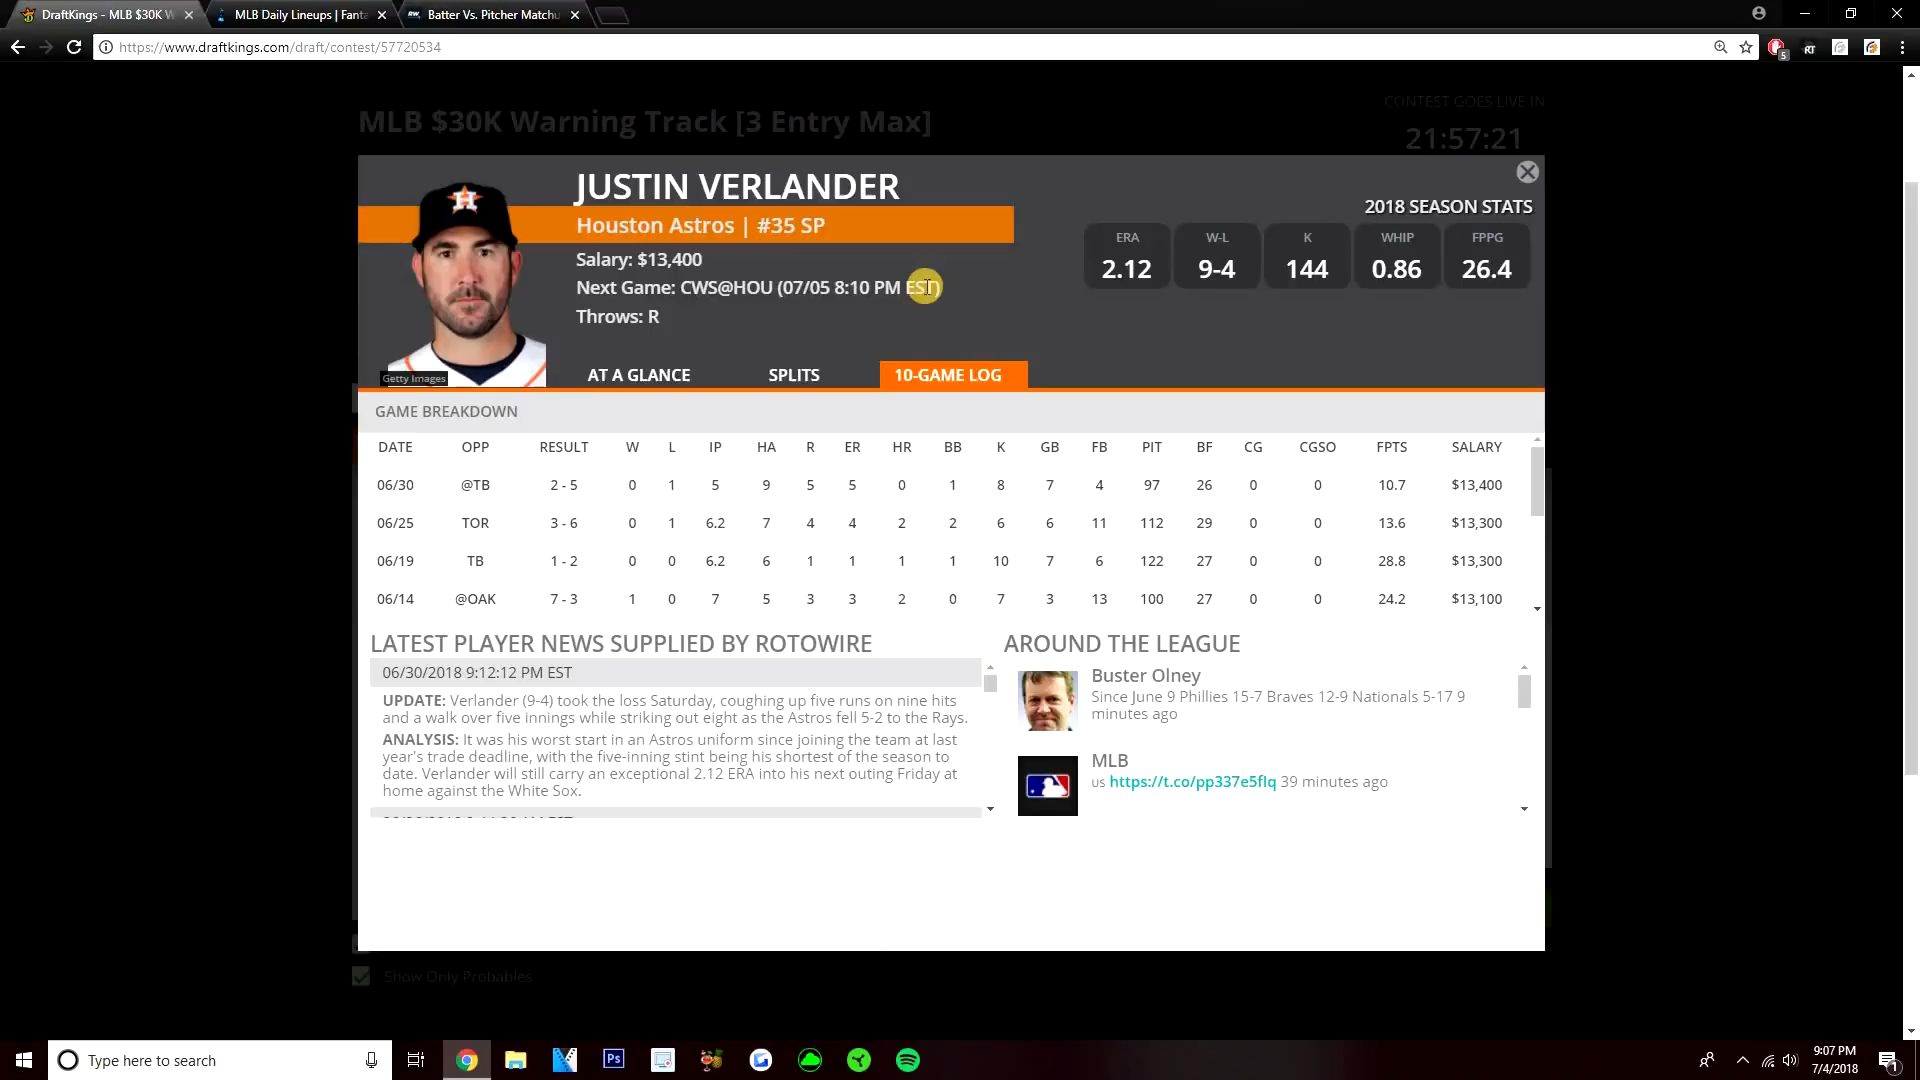 DraftKings - MLB $30K W
MLB Daily Lineups | Fanta
Batter Vs. Pitcher Matchu
https://www.draftkings.com/draft/contest/57720534
5
RT
MLB $30K Warning Track [3 Entry Max]
CONTEST GOES LIVE IN
21:57:21
JUSTIN VERLANDER
Houston Astros | #35 SP
Salary: $13,400
Next Game: CWS@HOU (07/05 8:10 PM EST)
Throws: R
Getty Images
2018 SEASON STATS
ERA W-L K WHIP FPPG
2.12 9-4 144 0.86 26.4
AT A GLANCE SPLITS 10-GAME LOG
GAME BREAKDOWN
DATE OPP RESULT W L IP HA R ER HR BB K GB FB PIT BF CG CGSO FPTS SALARY
06/30 @TB 2 - 5 0 1 5 9 5 5 0 1 8 7 4 97 26 0 0 10.7 $13,400
06/25 TOR 3 - 6 0 1 6.2 7 4 4 2 2 6 6 11 112 29 0 0 13.6 $13,300
06/19 TB 1 - 2 0 0 6.2 6 1 1 1 1 10 7 6 122 27 0 0 28.8 $13,300
06/14 @OAK 7 - 3 1 0 7 5 3 3 2 0 7 3 13 100 27 0 0 24.2 $13,100
LATEST PLAYER NEWS SUPPLIED BY ROTOWIRE
06/30/2018 9:12:12 PM EST
UPDATE: Verlander (9-4) took the loss Saturday, coughing up five runs on nine hits
and a walk over five innings while striking out eight as the Astros fell 5-2 to the Rays.
ANALYSIS: It was his worst start in an Astros uniform since joining the team at last
year's trade deadline, with the five-inning stint being his shortest of the season to
date. Verlander will still carry an exceptional 2.12 ERA into his next outing Friday at
home against the White Sox.
AROUND THE LEAGUE
Buster Olney
Since June 9 Phillies 15-7 Braves 12-9 Nationals 5-17 9
minutes ago
MLB
us https://t.co/pp337e5flq 39 minutes ago
Show Only Probables
Type here to search
Ps
9:07 PM
7/4/2018
1